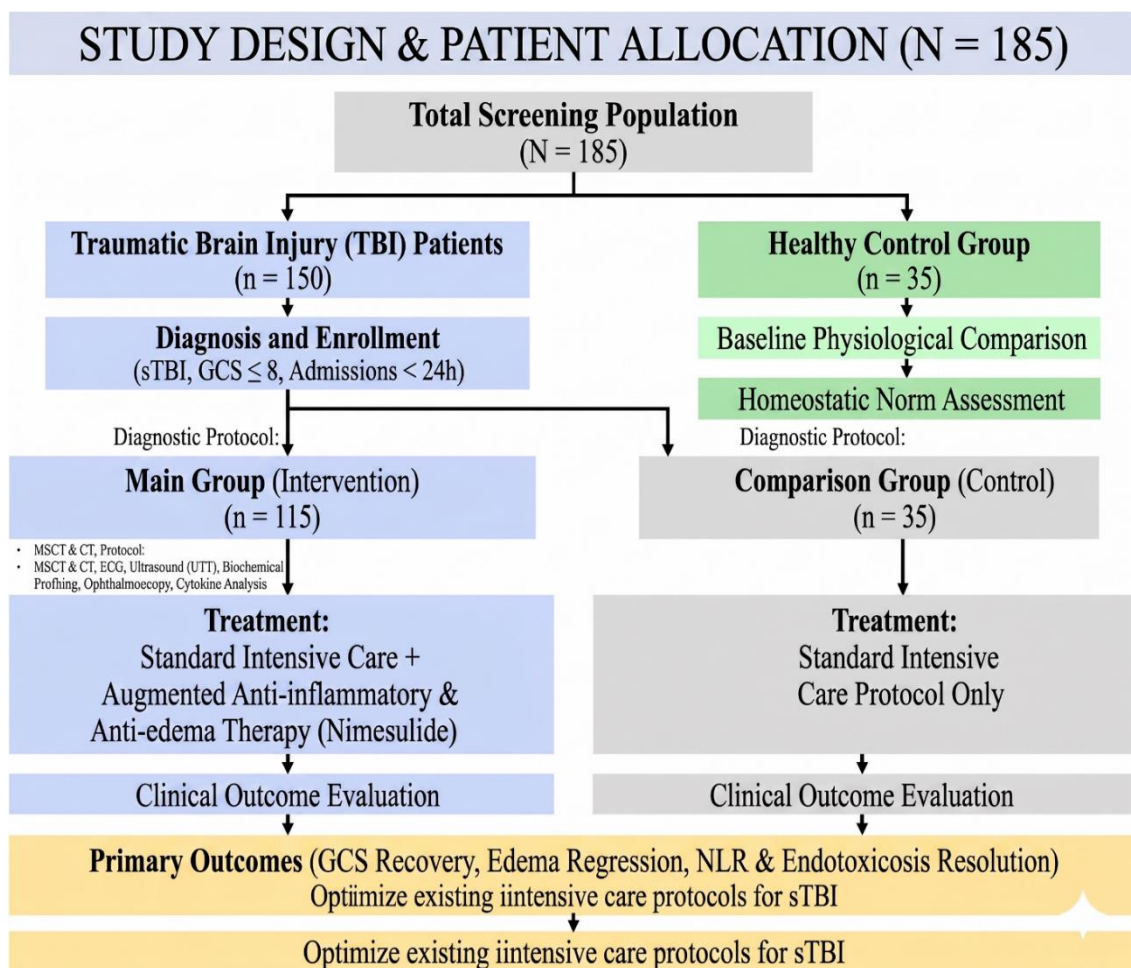 STUDY DESIGN & PATIENT ALLOCATION (N = 185)
Total Screening Population
(N = 185)
Traumatic Brain Injury (TBI) Patients
(n = 150)
Healthy Control Group
(n = 35)
Diagnosis and Enrollment
(sTBI, GCS ≤ 8, Admissions < 24h)
Baseline Physiological Comparison
Homeostatic Norm Assessment
Diagnostic Protocol:
Diagnostic Protocol:
Main Group (Intervention)
(n = 115)
Comparison Group (Control)
(n = 35)
• MSCT & CT, Protocol:
• MSCT & CT, ECG, Ultrasound (UTT), Biochemical
Profhing, Ophthalmoecopy, Cytokine Analysis
Treatment:
Standard Intensive Care +
Augmented Anti-inflammatory &
Anti-edema Therapy (Nimesulide)
Treatment:
Standard Intensive
Care Protocol Only
Clinical Outcome Evaluation
Clinical Outcome Evaluation
Primary Outcomes (GCS Recovery, Edema Regression, NLR & Endotoxicosis Resolution)
Optiimize existing iintensive care protocols for sTBI
Optimize existing iintensive care protocols for sTBI